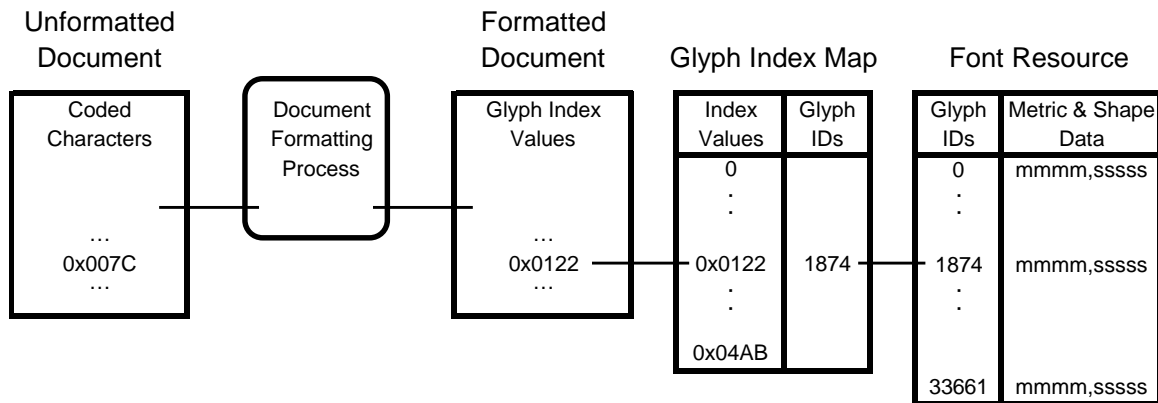 Unformatted
Document
Coded
Characters
…
0x007C
…
Document
Formatting
Process
Formatted
Document
Glyph Index
Values
…
0x0122
…
Glyph Index Map
Index
Values
Glyph
IDs
0
.
.
0x0122
1874
.
.
0x04AB
Font Resource
Glyph
IDs
Metric & Shape
Data
0
mmmm,sssss
.
.
1874
mmmm,sssss
.
.
33661
mmmm,sssss